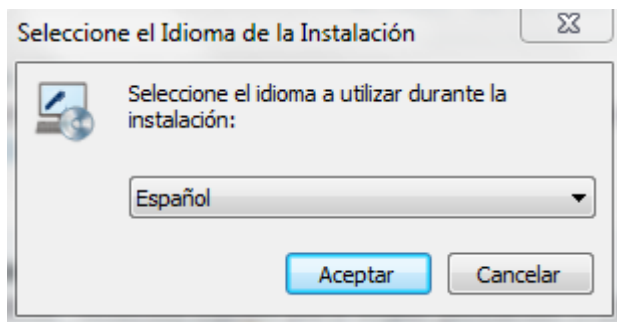 Seleccione el Idioma de la Instalación
Seleccione el idioma a utilizar durante la
instalación:
Español
Aceptar Cancelar